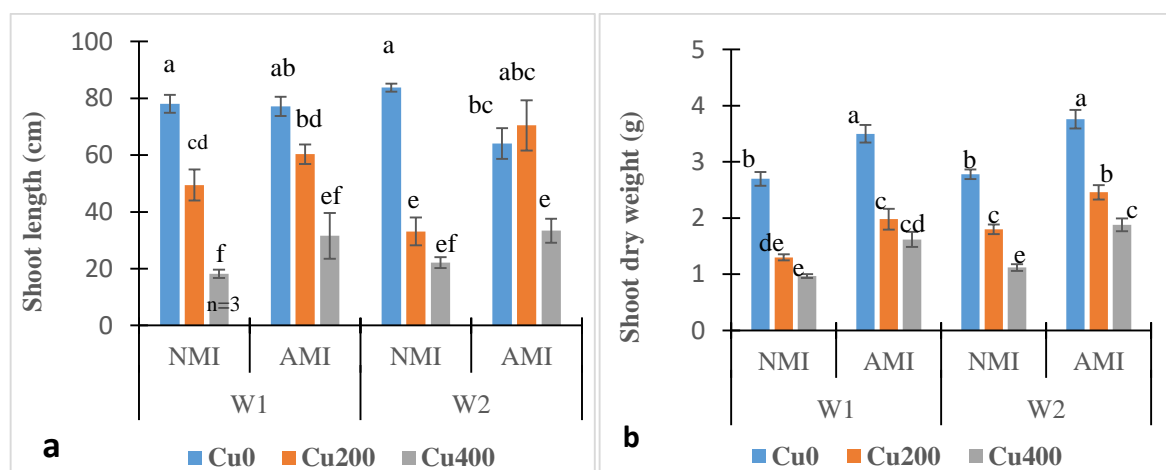 100
80
60
40
20
0
Shoot length (cm)
a
cd
f
n=3
ab
bd
ef
a
e
ef
bc
abc
e
NMI AMI NMI AMI
W1 W2
a
Cu0 Cu200 Cu400
5
4
3
2
1
0
Shoot dry weight (g)
b
de
e
a
c
cd
b
c
e
a
b
c
NMI AMI NMI AMI
W1 W2
b
Cu0 Cu200 Cu400